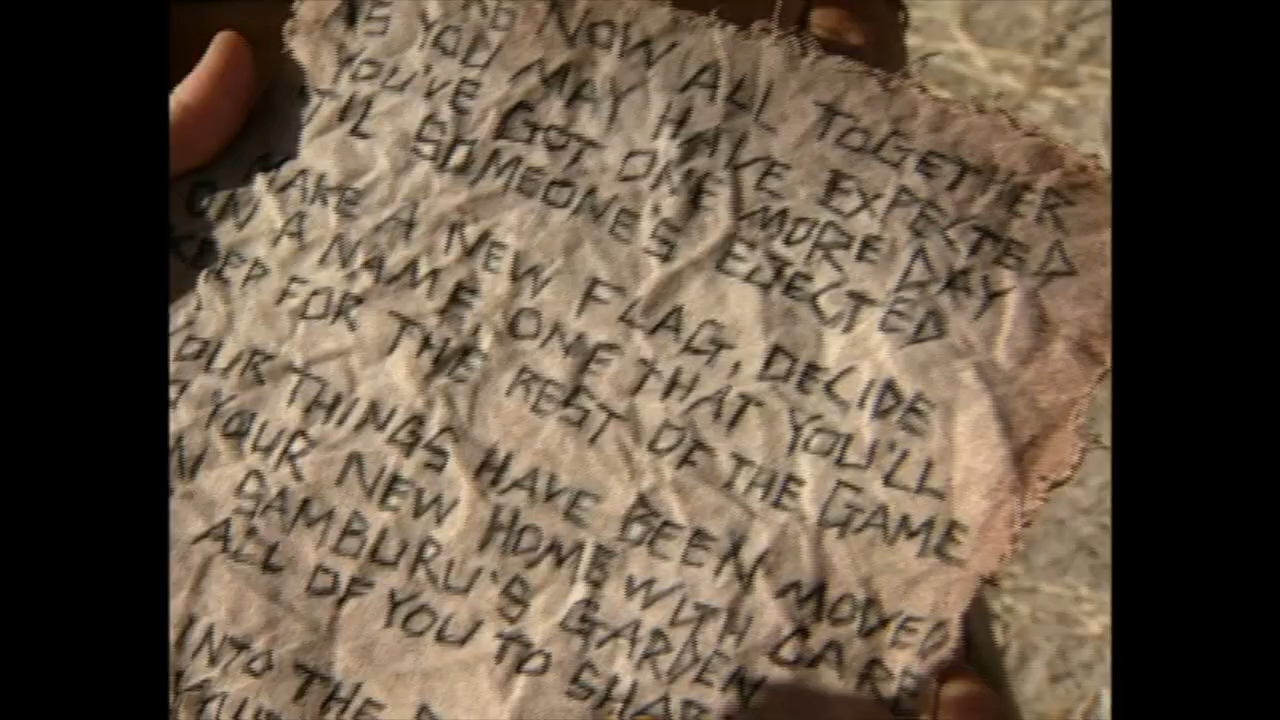 NOW ALL TOGETHER
AS YOU MAY HAVE EXPECTED
YOU'VE GOT ONE MORE DAY
'TIL SOMEONE'S EJECTED
MAKE A NEW FLAG, DECIDE
ON A NAME, ONE THAT YOU'LL
KEEP FOR THE REST OF THE GAME
YOUR THINGS HAVE BEEN MOVED
YOUR NEW HOME WITH CARE
SAMBURU'S GARDEN
ALL OF YOU TO
INTO THE